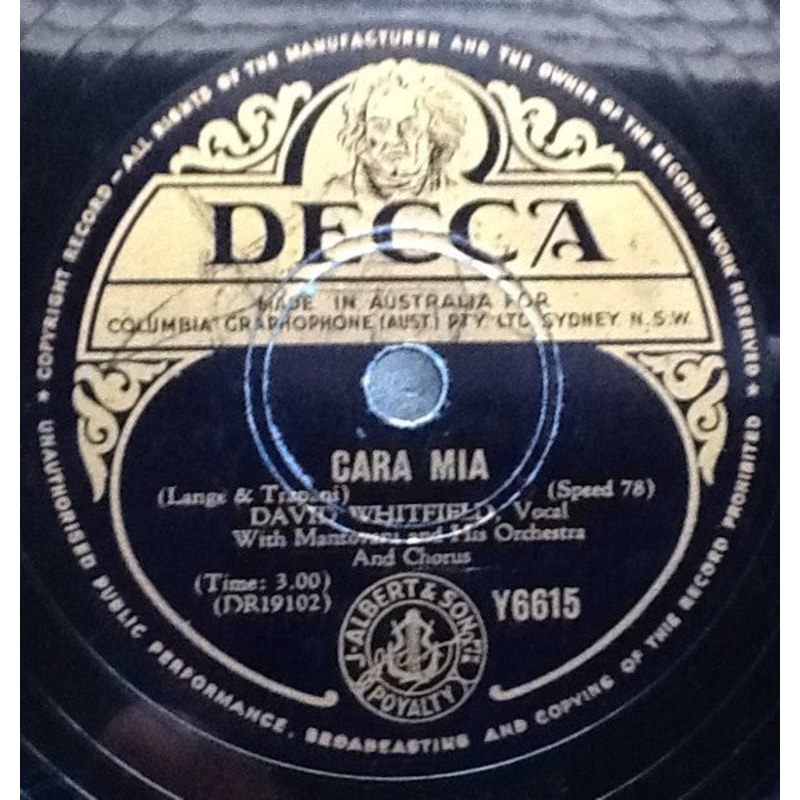 ★ COPYRIGHT RECORD – ALL RIGHTS OF THE MANUFACTURER AND THE OWNER OF THE RECORDED WORK RESERVED ★
UNAUTHORISED PUBLIC PERFORMANCE, BROADCASTING AND COPYING OF THIS RECORD PROHIBITED
DECCA
MADE IN AUSTRALIA FOR
COLUMBIA GRAPHOPHONE (AUST.) PTY. LTD. SYDNEY N.S.W.
CARA MIA
(Lange & Trapani) (Speed 78)
DAVID WHITFIELD, Vocal
With Mantovani and His Orchestra
And Chorus
(Time: 3.00)
(DR19102)
Y6615
J. ALBERT & SON PTY LTD
ROYALTY